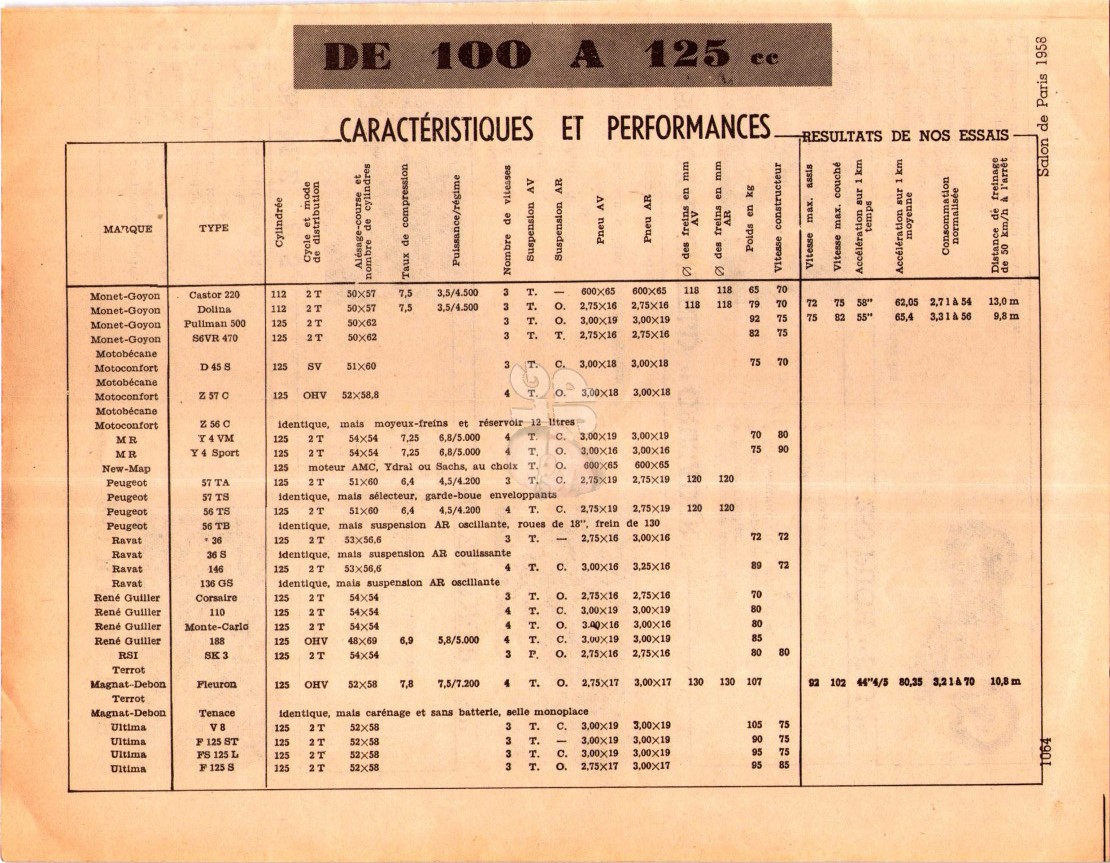 DE 100 A 125 cc
Salon de Paris 1958
CARACTÉRISTIQUES ET PERFORMANCES
RESULTATS DE NOS ESSAIS
MARQUE TYPE Cylindrée Cycle et mode de distribution Alésage-course et nombre de cylindres Taux de compression Puissance/régime Nombre de vitesses Suspension AV Suspension AR Pneu AV Pneu AR Ø des freins en mm AV Ø des freins en mm AR Poids en kg Vitesse constructeur Vitesse max. assis Vitesse max. couché Accélération sur 1 km temps Accélération sur 1 km moyenne Consommation normalisée Distance de freinage de 50 km/h à l'arrêt
Monet-Goyon Castor 220 112 2 T 50×57 7,5 3,5/4.500 3 T. — 600×65 600×65 118 118 65 70
Monet-Goyon Dolina 112 2 T 50×57 7,5 3,5/4.500 3 T. O. 2,75×16 2,75×16 118 118 79 70 72 75 58" 62,05 2,7 l à 54 13,0 m
Monet-Goyon Pullman 500 125 2 T 50×62 3 T. O. 3,00×19 3,00×19 92 75 75 82 55" 65,4 3,3 l à 56 9,8 m
Monet-Goyon S6VR 470 125 2 T 50×62 3 T. T. 2,75×16 2,75×16 82 75
Motobécane
Motoconfort D 45 S 125 SV 51×60 3 T. C. 3,00×18 3,00×18 75 70
Motobécane
Motoconfort Z 57 C 125 OHV 52×58,8 4 T. O. 3,00×18 3,00×18
Motobécane
Motoconfort Z 56 C identique, mais moyeux-freins et réservoir 12 litres
M R Y 4 VM 125 2 T 54×54 7,25 6,8/5.000 4 T. C. 3,00×19 3,00×19 70 80
M R Y 4 Sport 125 2 T 54×54 7,25 6,8/5.000 4 T. O. 3,00×16 3,00×16 75 90
New-Map 125 moteur AMC, Ydral ou Sachs, au choix T. O. 600×65 600×65
Peugeot 57 TA 125 2 T 51×60 6,4 4,5/4.200 3 T. C. 2,75×19 2,75×19 120 120
Peugeot 57 TS identique, mais sélecteur, garde-boue enveloppants
Peugeot 56 TS 125 2 T 51×60 6,4 4,5/4.200 4 T. C. 2,75×19 2,75×19 120 120
Peugeot 56 TB identique, mais suspension AR oscillante, roues de 18", frein de 130
Ravat 36 125 2 T 53×56,6 3 T. — 2,75×16 3,00×16 72 72
Ravat 36 S identique, mais suspension AR coulissante
Ravat 146 125 2 T 53×56,6 4 T. C. 3,00×16 3,25×16 89 72
Ravat 136 GS identique, mais suspension AR oscillante
René Guiller Corsaire 125 2 T 54×54 3 T. O. 2,75×16 2,75×16 70
René Guiller 110 125 2 T 54×54 4 T. C. 3,00×19 3,00×19 80
René Guiller Monte-Carlo 125 2 T 54×54 4 T. O. 3.00×16 3,00×16 80
René Guiller 188 125 OHV 48×69 6,9 5,8/5.000 4 T. C. 3,00×19 3,00×19 85
RSI SK 3 125 2 T 54×54 3 P. O. 2,75×16 2,75×16 80 80
Terrot
Magnat-Debon Fleuron 125 OHV 52×58 7,8 7,5/7.200 4 T. O. 2,75×17 3,00×17 130 130 107 92 102 44"4/5 80,35 3,2 l à 70 10,8 m
Terrot
Magnat-Debon Tenace identique, mais carénage et sans batterie, selle monoplace
Ultima V 8 125 2 T 52×58 3 T. C. 3,00×19 3,00×19 105 75
Ultima F 125 ST 125 2 T 52×58 3 T. — 3,00×19 3,00×19 90 75
Ultima FS 125 L 125 2 T 52×58 3 T. C. 3,00×19 3,00×19 95 75
Ultima F 125 S 125 2 T 52×58 3 T. O. 2,75×17 3,00×17 95 85
1064